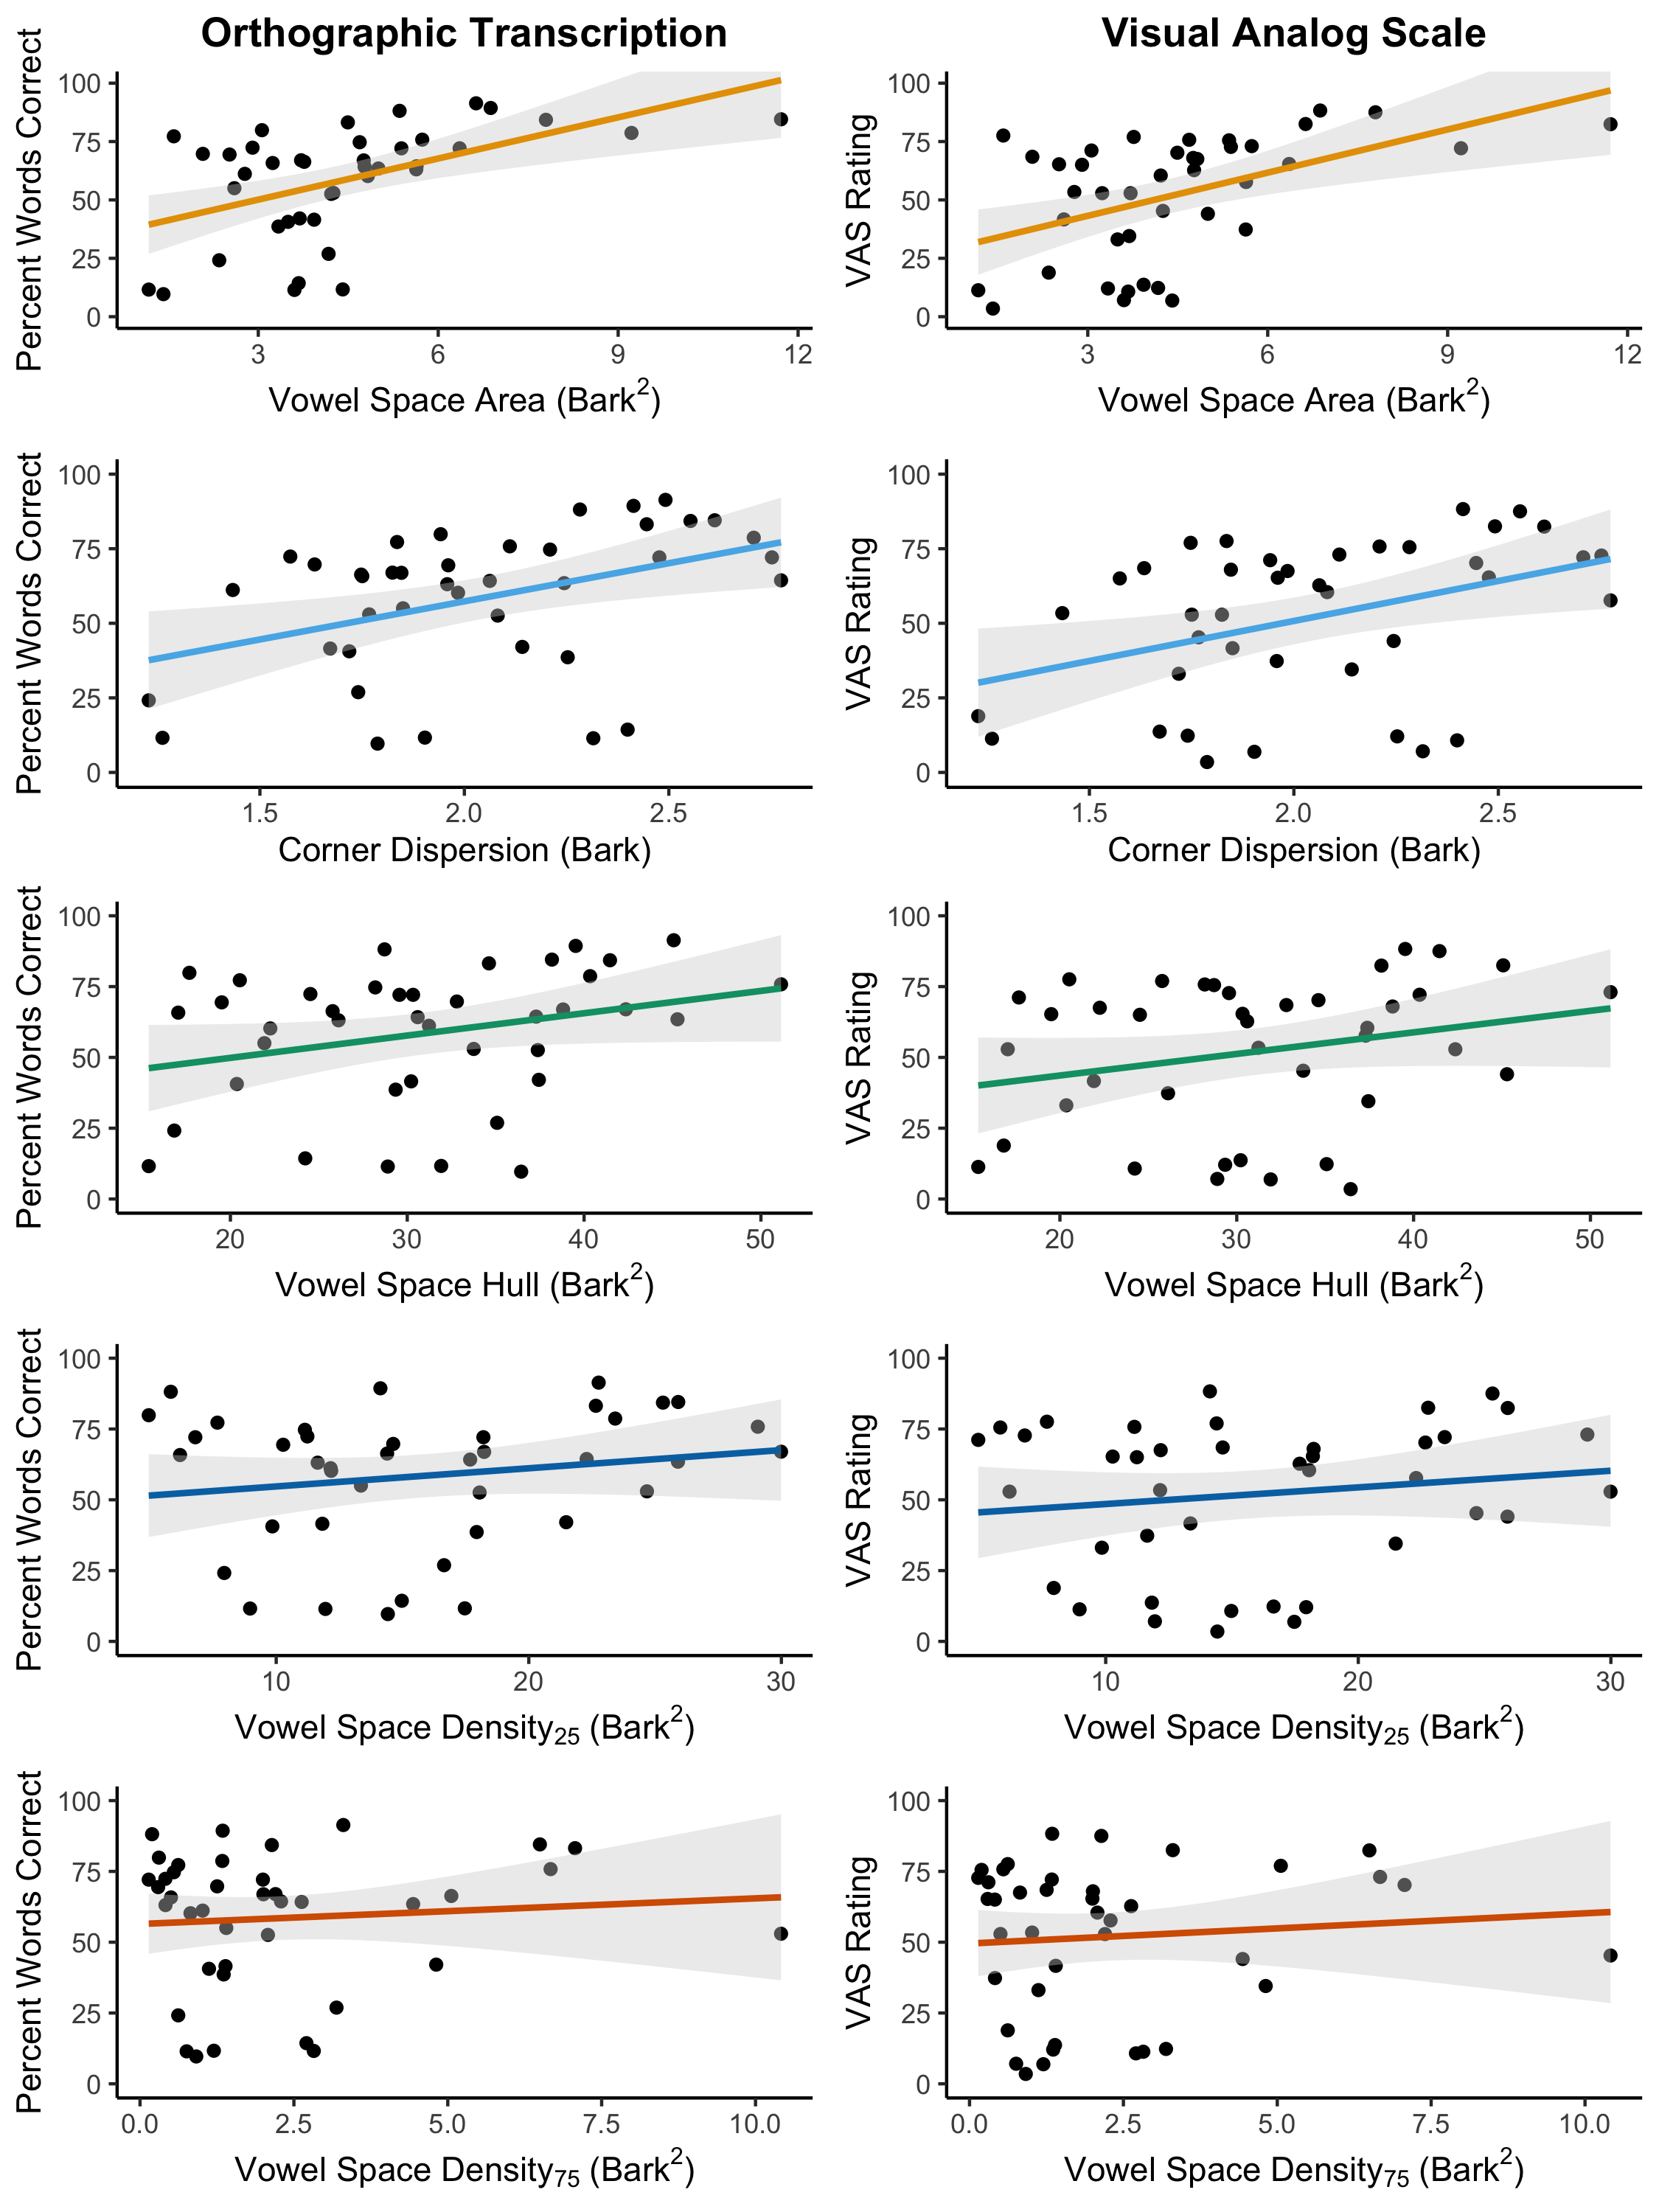 Orthographic Transcription
Visual Analog Scale
Percent Words Correct
100
75
50
25
0
3 6 9 12
Vowel Space Area (Bark²)
VAS Rating
100
75
50
25
0
3 6 9 12
Vowel Space Area (Bark²)
Percent Words Correct
100
75
50
25
0
1.5 2.0 2.5
Corner Dispersion (Bark)
VAS Rating
100
75
50
25
0
1.5 2.0 2.5
Corner Dispersion (Bark)
Percent Words Correct
100
75
50
25
0
20 30 40 50
Vowel Space Hull (Bark²)
VAS Rating
100
75
50
25
0
20 30 40 50
Vowel Space Hull (Bark²)
Percent Words Correct
100
75
50
25
0
10 20 30
Vowel Space Density₂₅ (Bark²)
VAS Rating
100
75
50
25
0
10 20 30
Vowel Space Density₂₅ (Bark²)
Percent Words Correct
100
75
50
25
0
0.0 2.5 5.0 7.5 10.0
Vowel Space Density₇₅ (Bark²)
VAS Rating
100
75
50
25
0
0.0 2.5 5.0 7.5 10.0
Vowel Space Density₇₅ (Bark²)